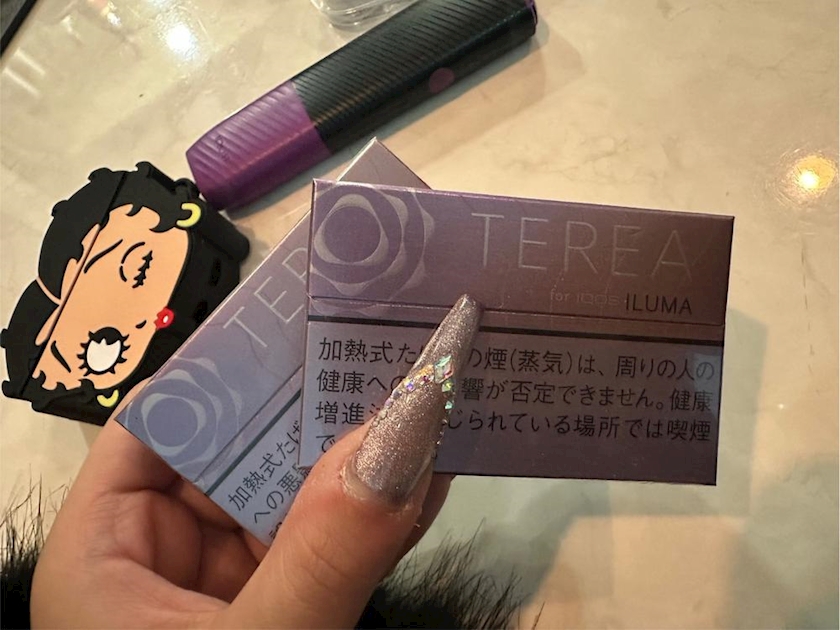 TEREA
for IQOS ILUMA
加熱式た の煙(蒸気)は、周りの人の
健康への 響が否定できません。健康
増進 じられている場所では喫煙
で
TER
加熱式たば
への悪